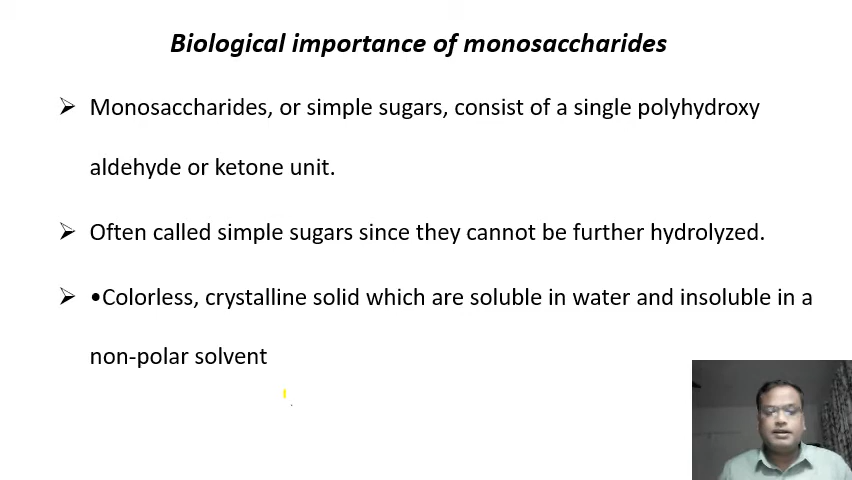 Biological importance of monosaccharides
➢ Monosaccharides, or simple sugars, consist of a single polyhydroxy
aldehyde or ketone unit.
➢ Often called simple sugars since they cannot be further hydrolyzed.
➢ •Colorless, crystalline solid which are soluble in water and insoluble in a
non-polar solvent